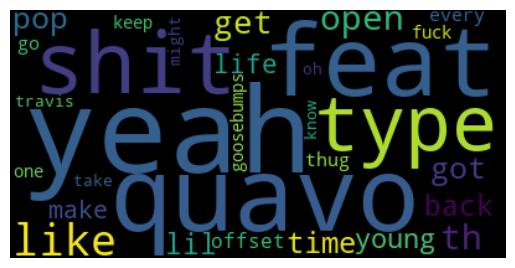 pop keep might get open every
go shit feat fuck
life oh
travis yeah goosebumps know type
one thug got
take quavo
make back
like lil offset time young th